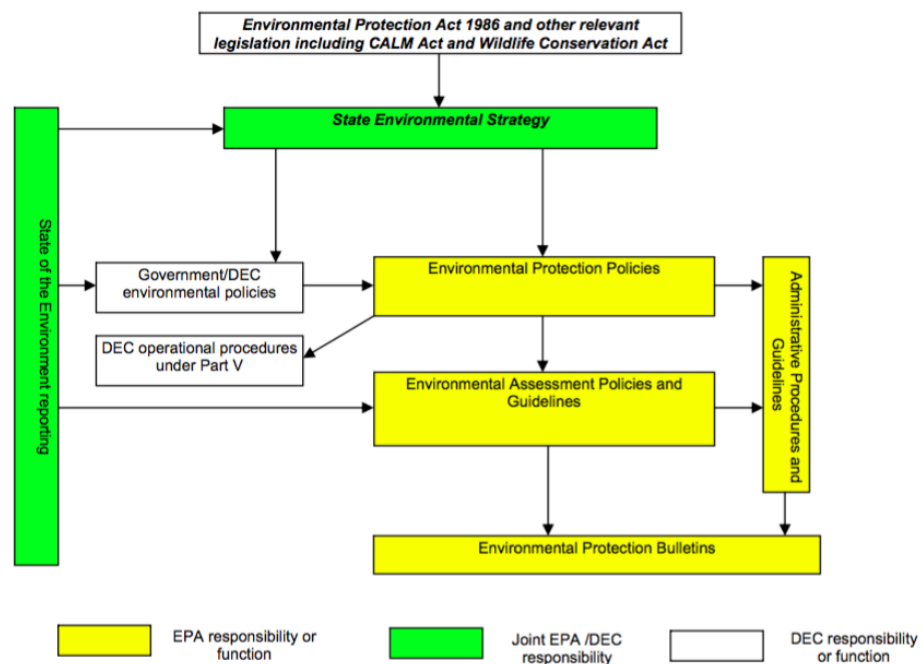 Environmental Protection Act 1986 and other relevant
legislation including CALM Act and Wildlife Conservation Act
State Environmental Strategy
State of the Environment reporting
Government/DEC
environmental policies
Environmental Protection Policies
Administrative Procedures and
Guidelines
DEC operational procedures
under Part V
Environmental Assessment Policies and
Guidelines
Environmental Protection Bulletins
EPA responsibility or
function
Joint EPA /DEC
responsibility
DEC responsibility
or function